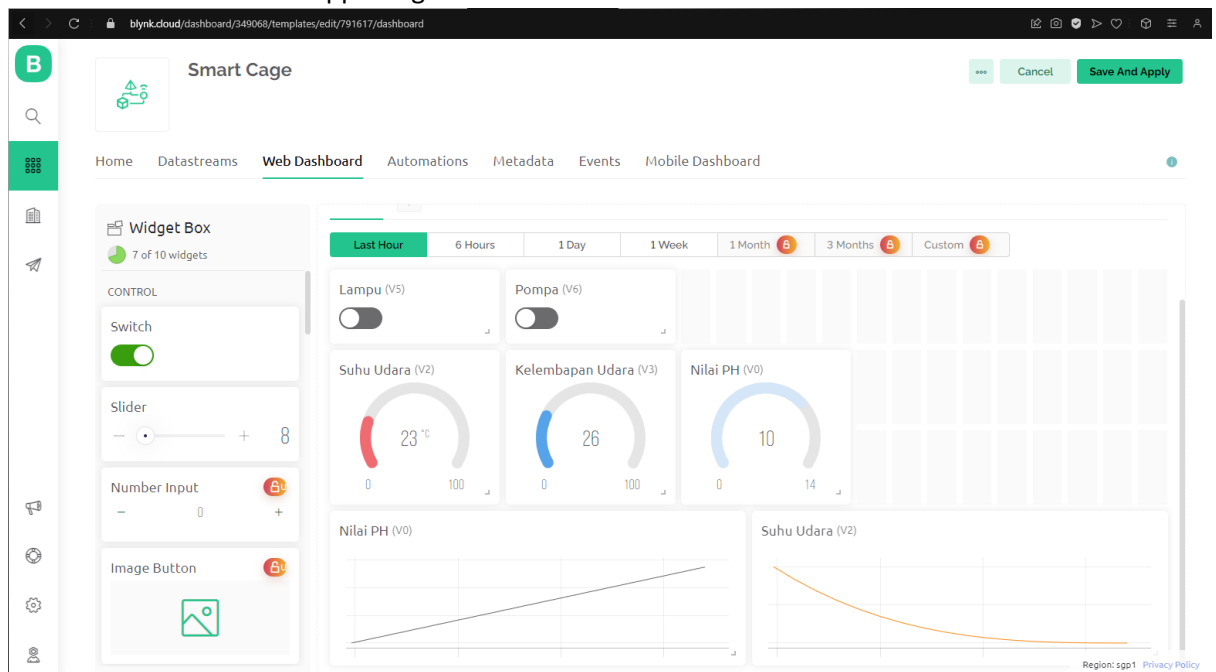 blynk.cloud/dashboard/349068/templates/edit/791617/dashboard
B
Smart Cage
Cancel
Save And Apply
Home Datastreams Web Dashboard Automations Metadata Events Mobile Dashboard
Widget Box
7 of 10 widgets
CONTROL
Switch
Slider
8
Number Input
0
Image Button
Last Hour 6 Hours 1 Day 1 Week 1 Month 3 Months Custom
Lampu (V5)
Pompa (V6)
Suhu Udara (V2)
23 °C
0 100
Kelembapan Udara (V3)
26
0 100
Nilai PH (V0)
10
0 14
Nilai PH (V0)
Suhu Udara (V2)
Region: sgp1 Privacy Policy